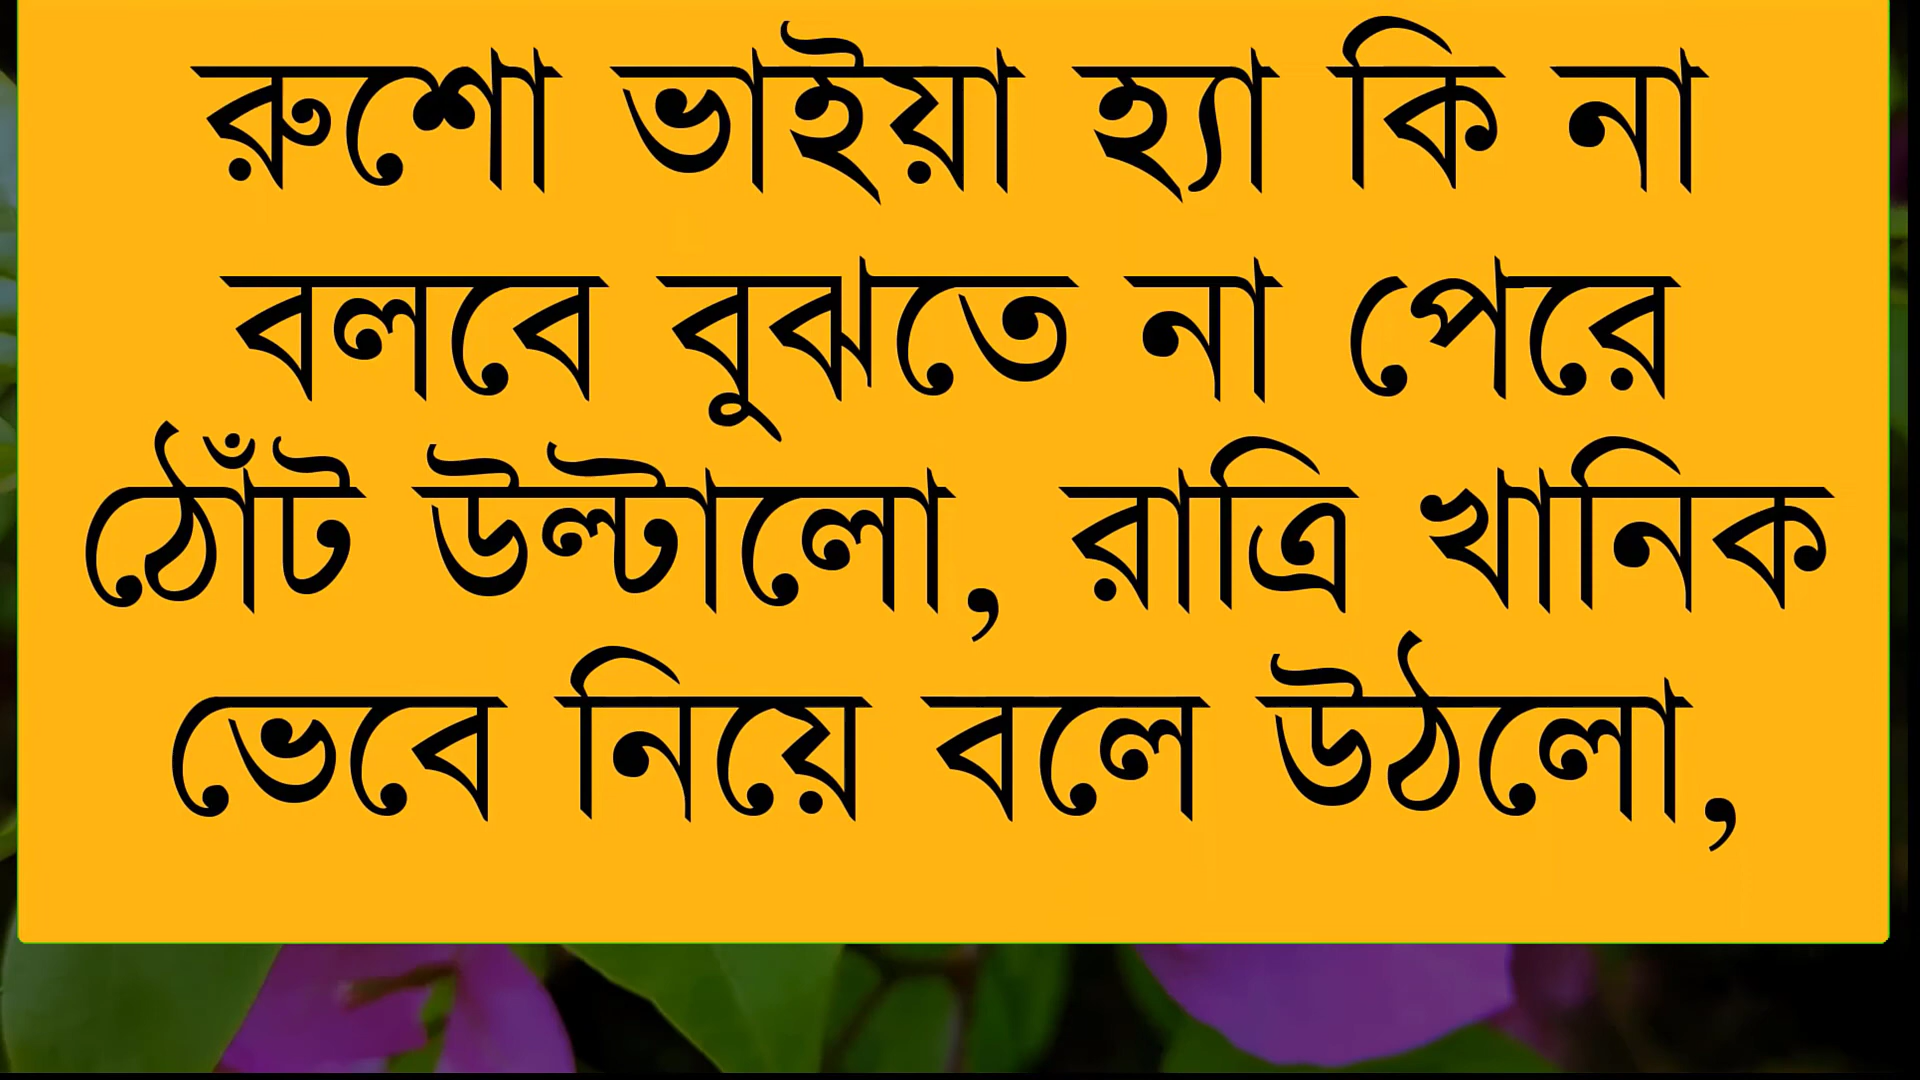 রুশো ভাইয়া হ্যা কি না
বলবে বুঝতে না পেরে
ঠোঁট উল্টালো, রাত্রি খানিক
ভেবে নিয়ে বলে উঠলো,